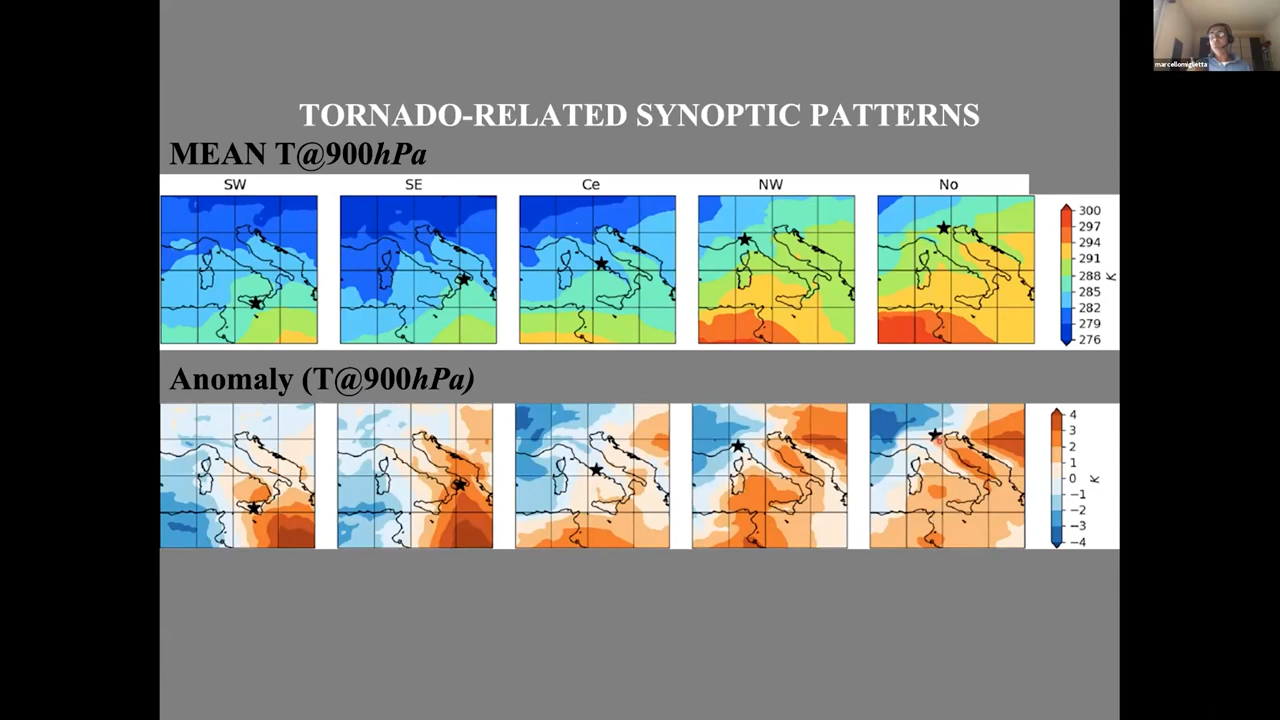 marcellomiglietta
TORNADO-RELATED SYNOPTIC PATTERNS
MEAN T@900hPa
SW SE Ce NW No
300
297
294
291
288
285
282
279
276
K
Anomaly (T@900hPa)
4
3
2
1
0
−1
−2
−3
−4
K